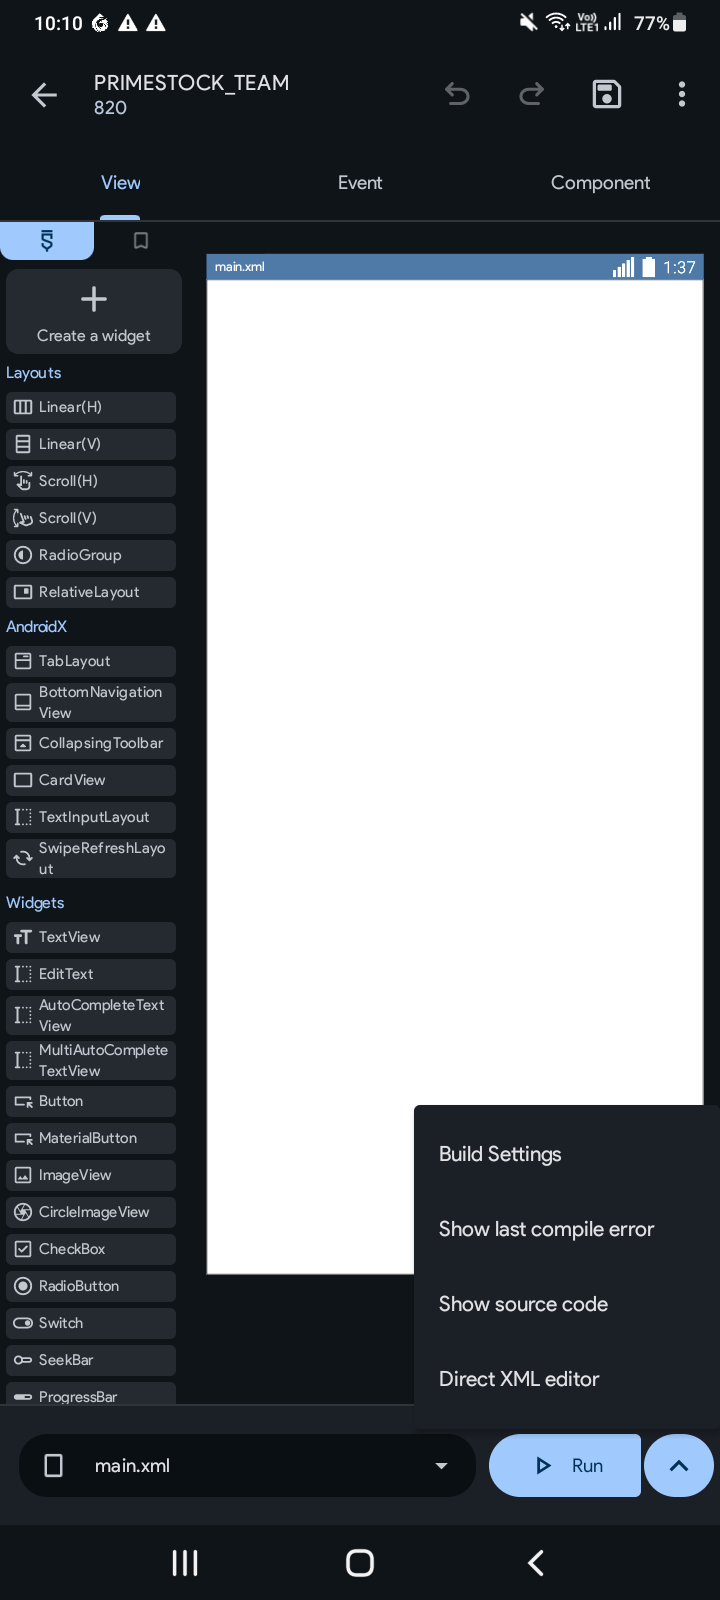 10:10
Vo)) LTE1 77%
PRIMESTOCK_TEAM
820
View
Event
Component
main.xml 1:37
Create a widget
Layouts
Linear(H)
Linear(V)
Scroll(H)
Scroll(V)
RadioGroup
RelativeLayout
AndroidX
TabLayout
BottomNavigation
View
CollapsingToolbar
CardView
TextInputLayout
SwipeRefreshLayo
ut
Widgets
TextView
EditText
AutoCompleteText
View
MultiAutoComplete
TextView
Button
MaterialButton
ImageView
CircleImageView
CheckBox
RadioButton
Switch
SeekBar
ProgressBar
Build Settings
Show last compile error
Show source code
Direct XML editor
main.xml
Run